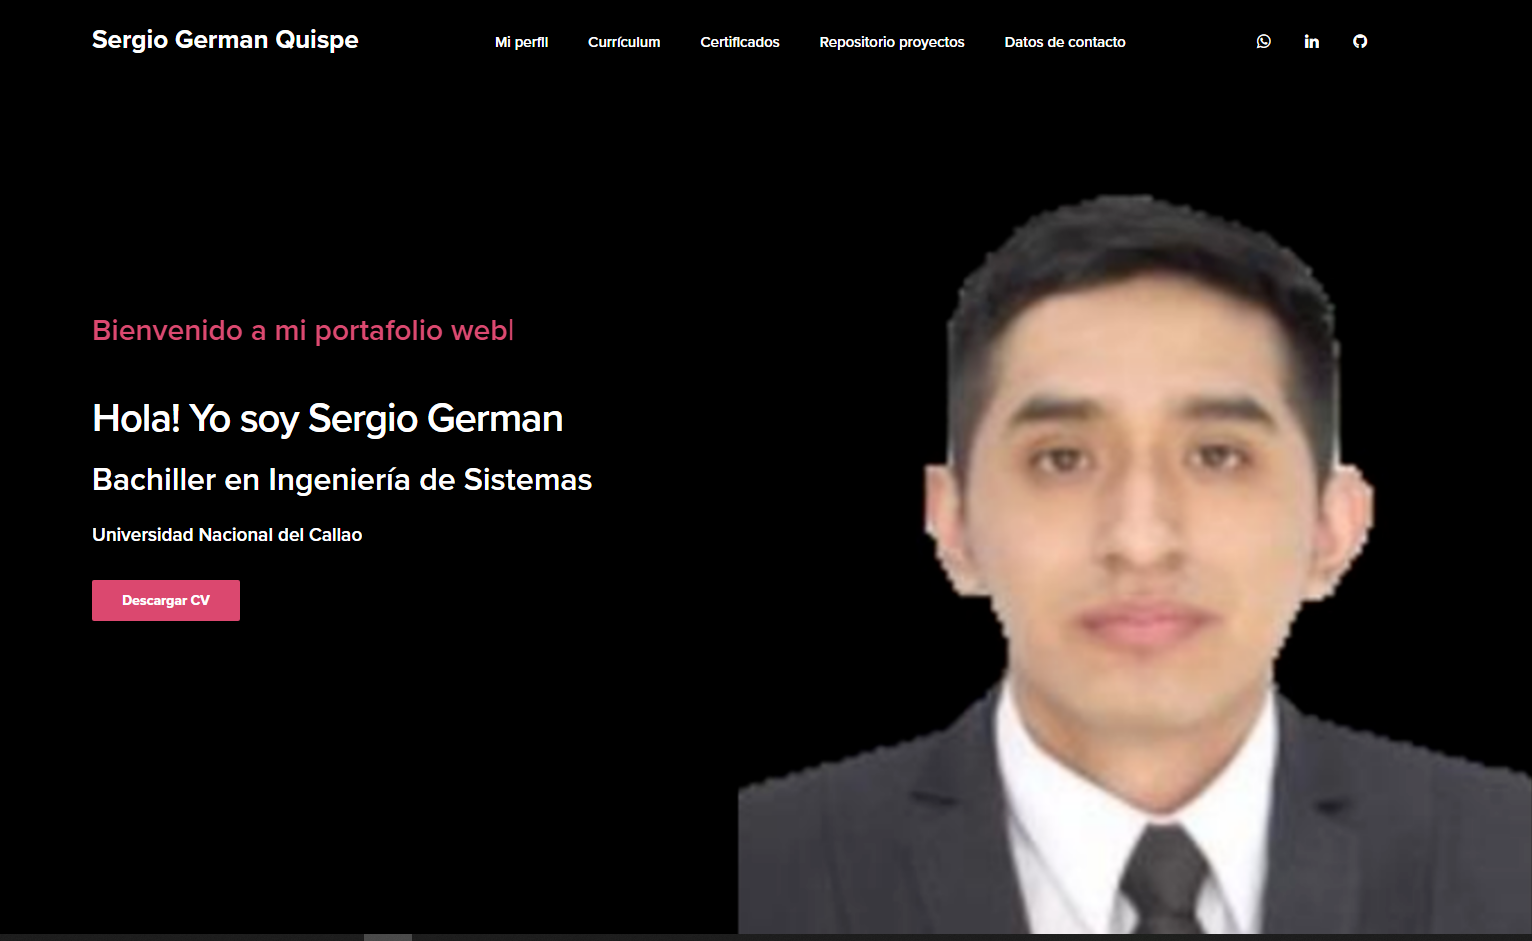 Sergio German Quispe
Mi perfil
Currículum
Certificados
Repositorio proyectos
Datos de contacto
Bienvenido a mi portafolio web|
Hola! Yo soy Sergio German
Bachiller en Ingeniería de Sistemas
Universidad Nacional del Callao
Descargar CV